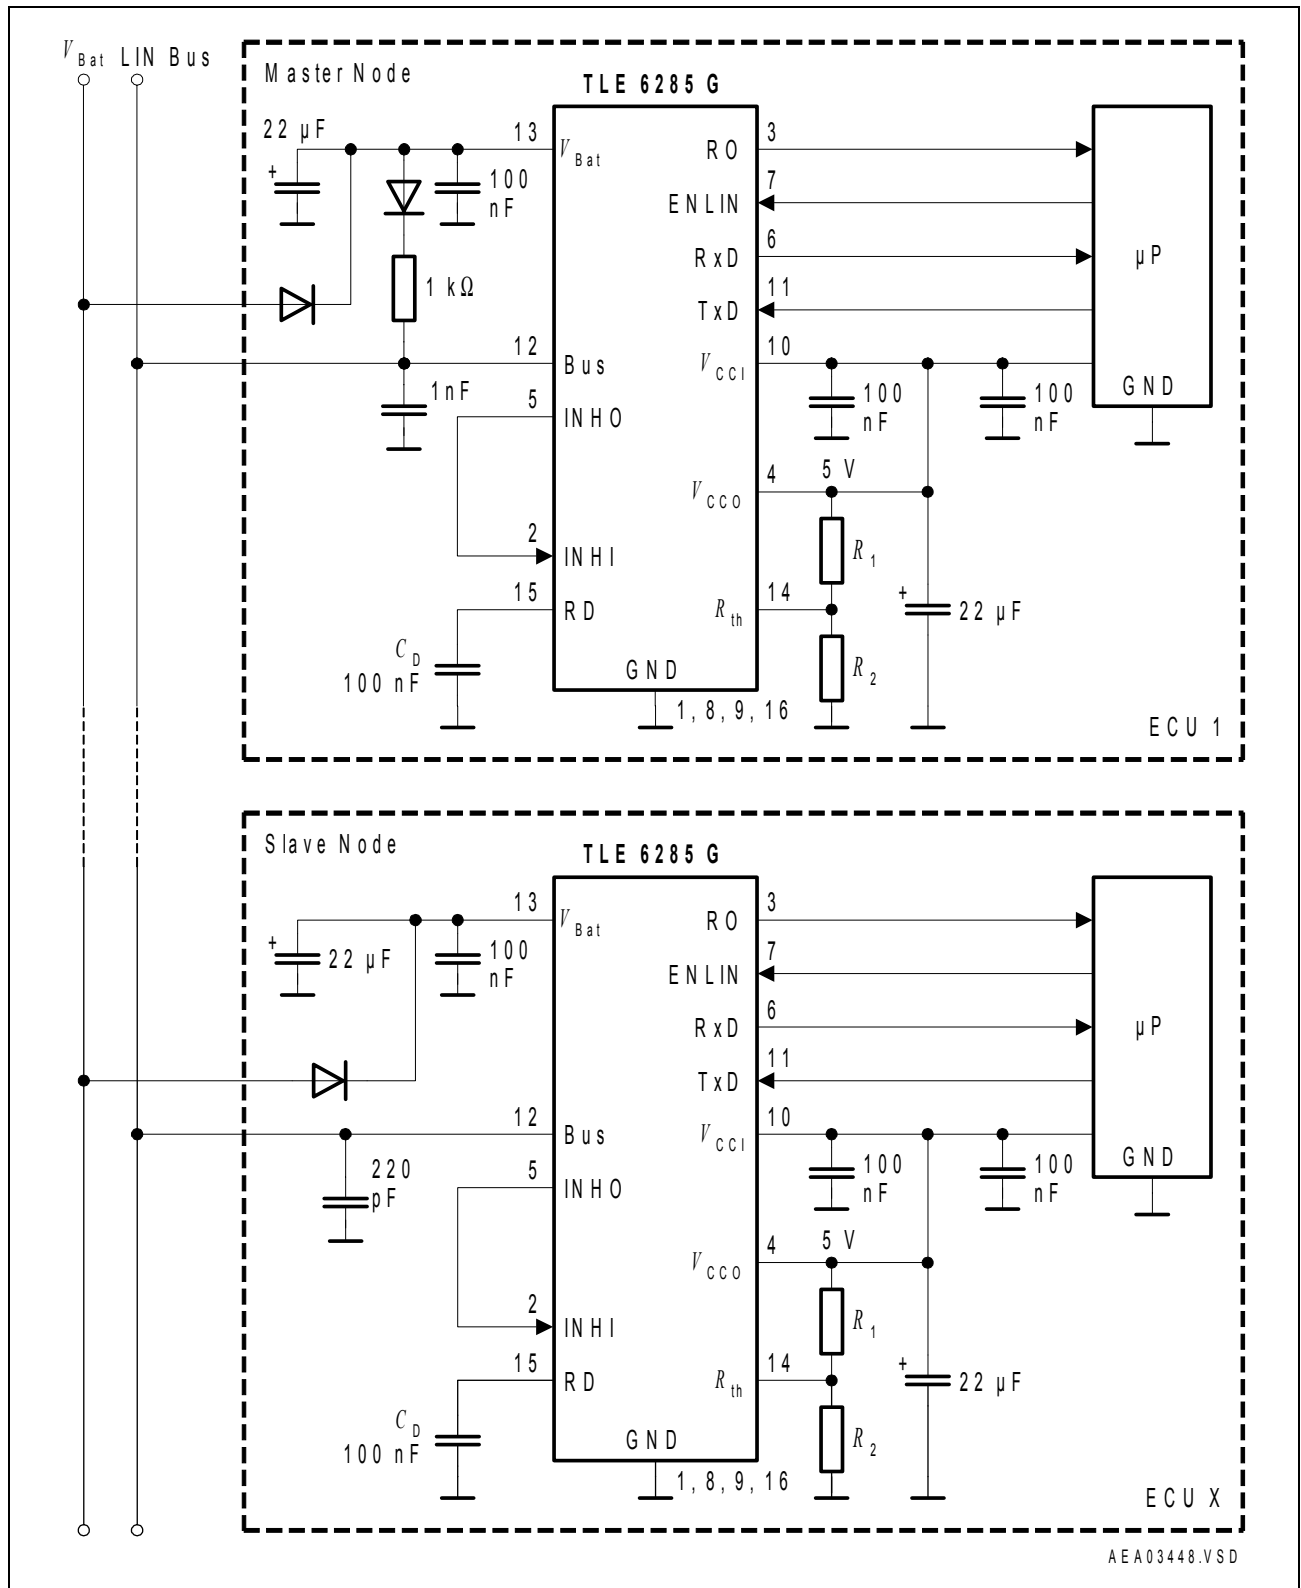 V Bat LIN Bus
Master Node
TLE 6285 G
22 µF
+
13
V Bat
100
nF
1 kΩ
12
Bus
1nF
5
INHO
2
INHI
15
RD
C D
100 nF
GND
1, 8, 9, 16
RO
3
ENLIN
7
RxD
6
TxD
11
V CCI
10
100
nF
100
nF
V CCO
4
5 V
R 1
R th
14
R 2
+
22 µF
µP
GND
ECU 1
Slave Node
TLE 6285 G
+
22 µF
13
V Bat
100
nF
12
Bus
220
pF
5
INHO
2
INHI
15
RD
C D
100 nF
GND
1, 8, 9, 16
RO
3
ENLIN
7
RxD
6
TxD
11
V CCI
10
100
nF
100
nF
V CCO
4
5 V
R 1
R th
14
R 2
+
22 µF
µP
GND
ECU X
AEA03448.VSD